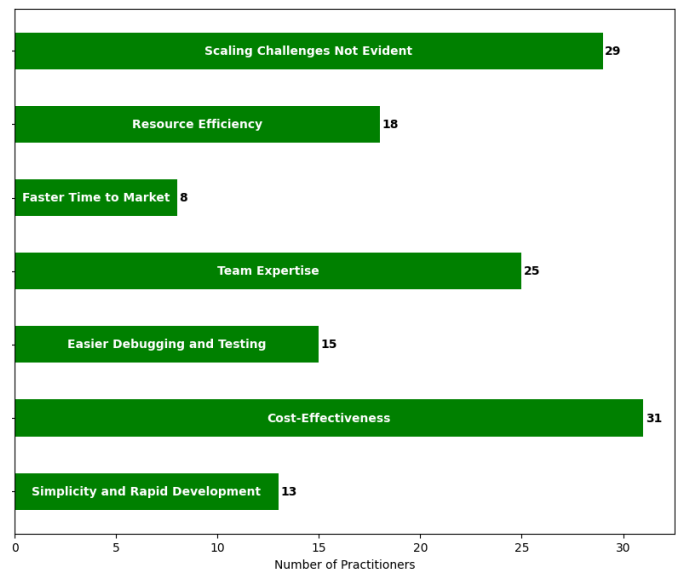 Scaling Challenges Not Evident 29
Resource Efficiency 18
Faster Time to Market 8
Team Expertise 25
Easier Debugging and Testing 15
Cost-Effectiveness 31
Simplicity and Rapid Development 13
0 5 10 15 20 25 30
Number of Practitioners